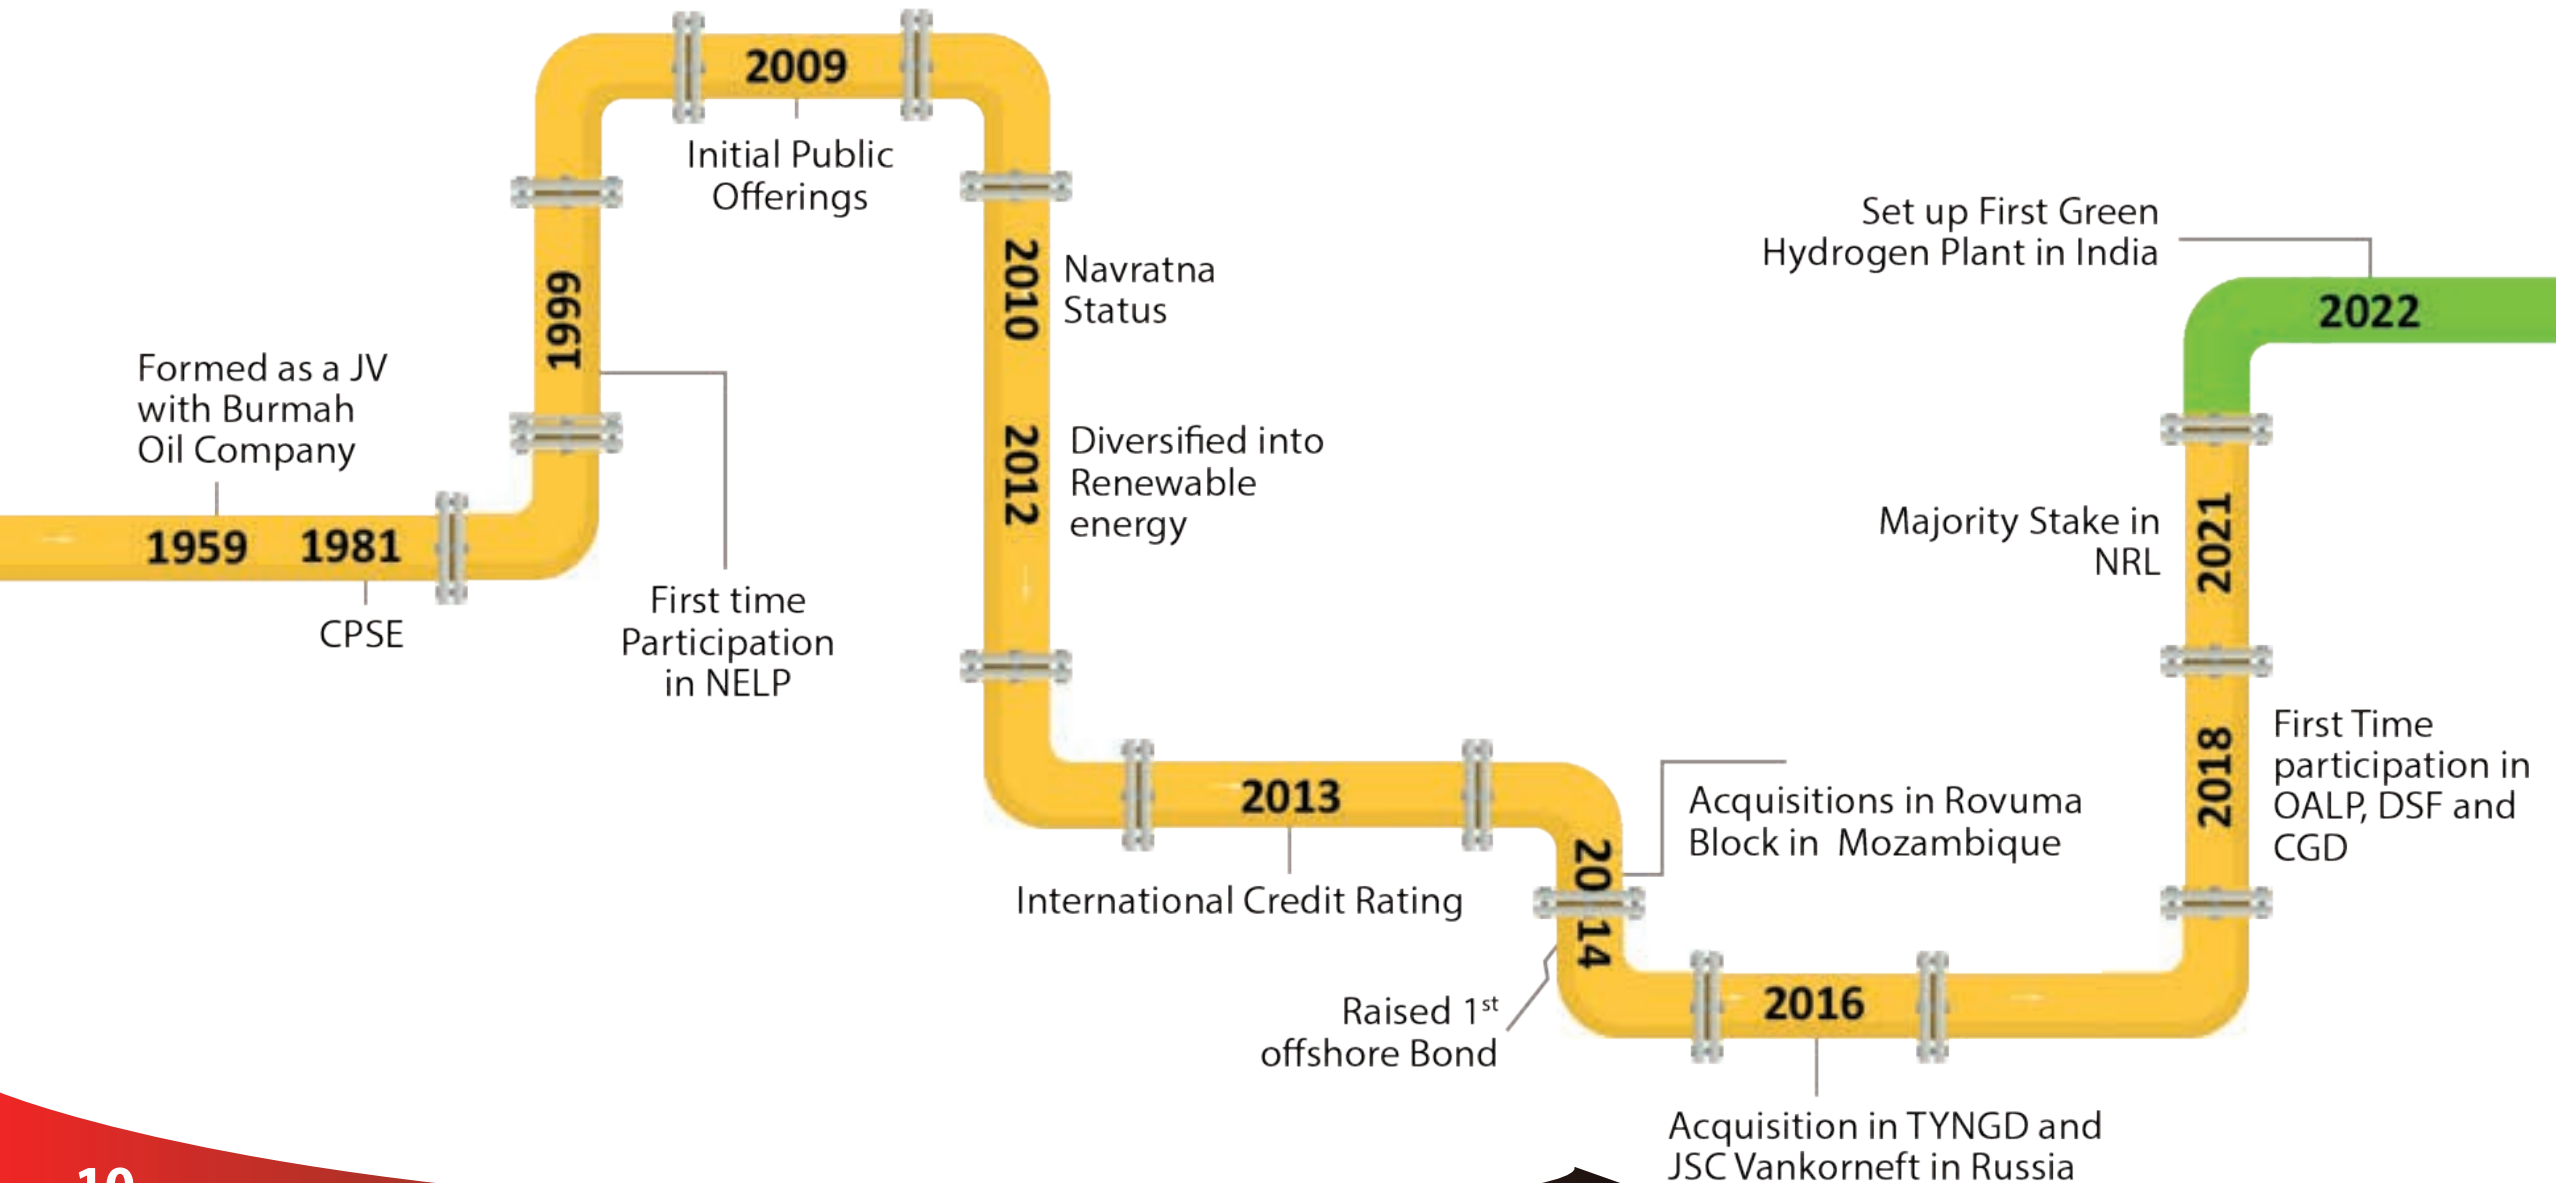 Formed as a JV
with Burmah
Oil Company
1959
1981
CPSE
1999
First time
Participation
in NELP
2009
Initial Public
Offerings
2010
Navratna
Status
2012
Diversified into
Renewable
energy
2013
International Credit Rating
2014
Acquisitions in Rovuma
Block in Mozambique
Raised 1st
offshore Bond
2016
Acquisition in TYNGD and
JSC Vankorneft in Russia
2018
First Time
participation in
OALP, DSF and
CGD
2021
Majority Stake in
NRL
2022
Set up First Green
Hydrogen Plant in India
10